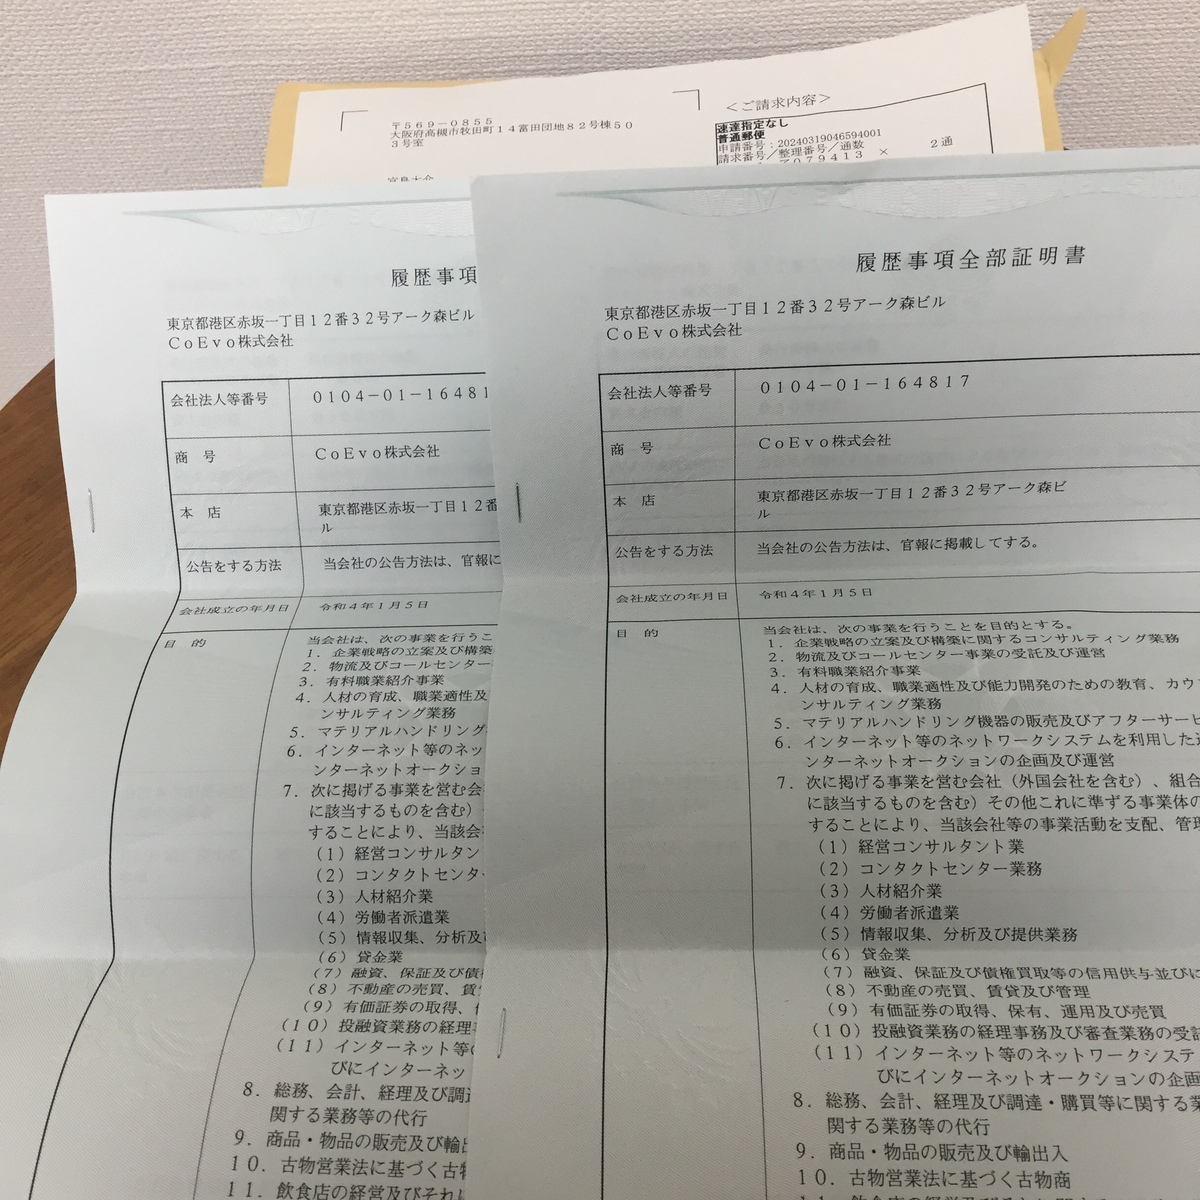 〒569-0855
大阪府高槻市牧田町14富田団地82号棟50
3号室
<ご請求内容>
速達指定なし
普通郵便
申請番号：20240319046594001
請求番号／整理番号／通数
ア079413 × 2通
履歴事項
東京都港区赤坂一丁目12番32号アーク森ビル
CoEvo株式会社
会社法人等番号 0104-01-16481
商 号 CoEvo株式会社
本 店 東京都港区赤坂一丁目12番
ル
公告をする方法 当会社の公告方法は、官報に
会社成立の年月日 令和4年1月5日
目 的 当会社は、次の事業を行うこ
1．企業戦略の立案及び構築
2．物流及びコールセンター
3．有料職業紹介事業
4．人材の育成、職業適性及
ンサルティング業務
5．マテリアルハンドリング
6．インターネット等のネッ
ンターネットオークショ
7．次に掲げる事業を営む会
に該当するものを含む）
することにより、当該会
（1）経営コンサルタン
（2）コンタクトセンタ
（3）人材紹介業
（4）労働者派遣業
（5）情報収集、分析及
（6）貸金業
（7）融資、保証及び債
（8）不動産の売買、賃
（9）有価証券の取得、
（10）投融資業務の経理
（11）インターネット等
びにインターネッ
8．総務、会計、経理及び調
関する業務等の代行
9．商品・物品の販売及び輸
10．古物営業法に基づく古
11．飲食店の経営及びそれ
履歴事項全部証明書
東京都港区赤坂一丁目12番32号アーク森ビル
CoEvo株式会社
会社法人等番号 0104-01-164817
商 号 CoEvo株式会社
本 店 東京都港区赤坂一丁目12番32号アーク森ビ
ル
公告をする方法 当会社の公告方法は、官報に掲載してする。
会社成立の年月日 令和4年1月5日
目 的 当会社は、次の事業を行うことを目的とする。
1．企業戦略の立案及び構築に関するコンサルティング業務
2．物流及びコールセンター事業の受託及び運営
3．有料職業紹介事業
4．人材の育成、職業適性及び能力開発のための教育、カウ
ンサルティング業務
5．マテリアルハンドリング機器の販売及びアフターサービ
6．インターネット等のネットワークシステムを利用した
ンターネットオークションの企画及び運営
7．次に掲げる事業を営む会社（外国会社を含む）、組合
に該当するものを含む）その他これに準ずる事業体の
することにより、当該会社等の事業活動を支配、管理
（1）経営コンサルタント業
（2）コンタクトセンター業務
（3）人材紹介業
（4）労働者派遣業
（5）情報収集、分析及び提供業務
（6）貸金業
（7）融資、保証及び債権買取等の信用供与並びに
（8）不動産の売買、賃貸及び管理
（9）有価証券の取得、保有、運用及び売買
（10）投融資業務の経理事務及び審査業務の受託
（11）インターネット等のネットワークシステ
びにインターネットオークションの企画
8．総務、会計、経理及び調達・購買等に関する業
関する業務等の代行
9．商品・物品の販売及び輸出入
10．古物営業法に基づく古物商